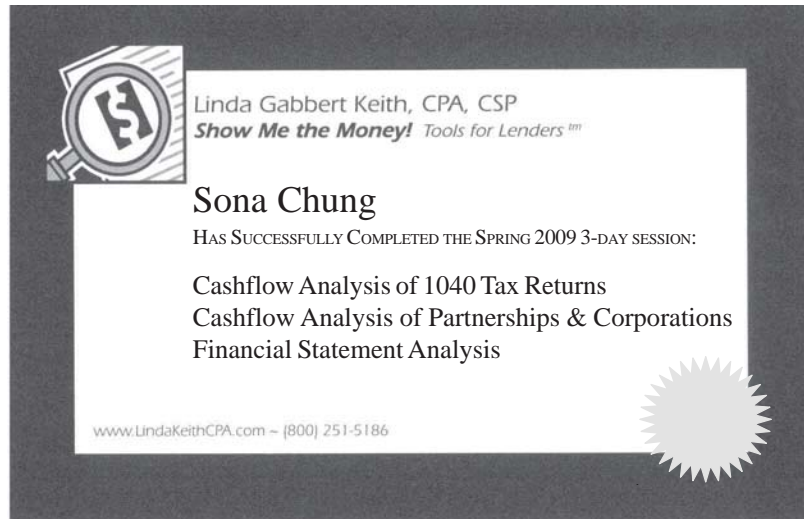 Linda Gabbert Keith, CPA, CSP
Show Me the Money! Tools for Lenders tm
Sona Chung
HAS SUCCESSFULLY COMPLETED THE SPRING 2009 3-DAY SESSION:
Cashflow Analysis of 1040 Tax Returns
Cashflow Analysis of Partnerships & Corporations
Financial Statement Analysis
www.LindaKeithCPA.com ~ (800) 251-5186